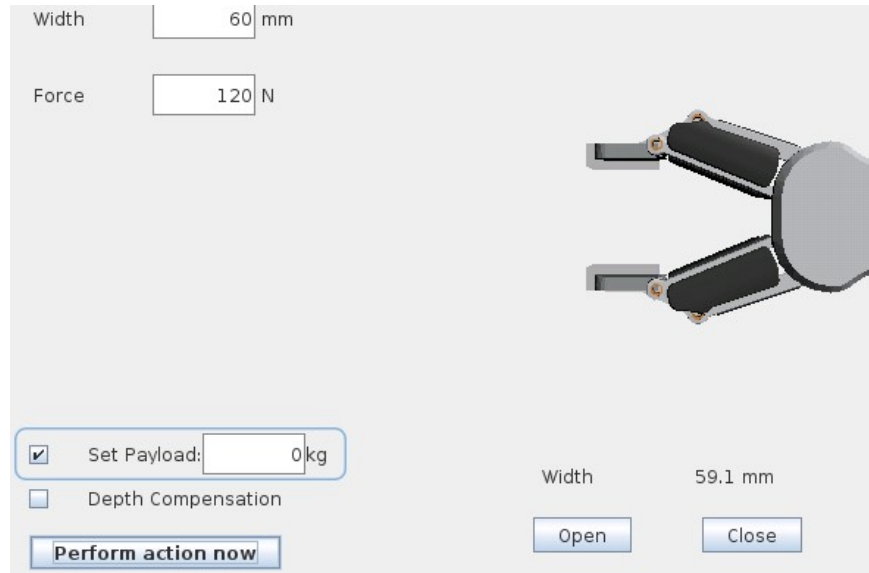 Width 60 mm
Force 120 N
Set Payload: 0 kg
Depth Compensation
Perform action now
Width 59.1 mm
Open Close